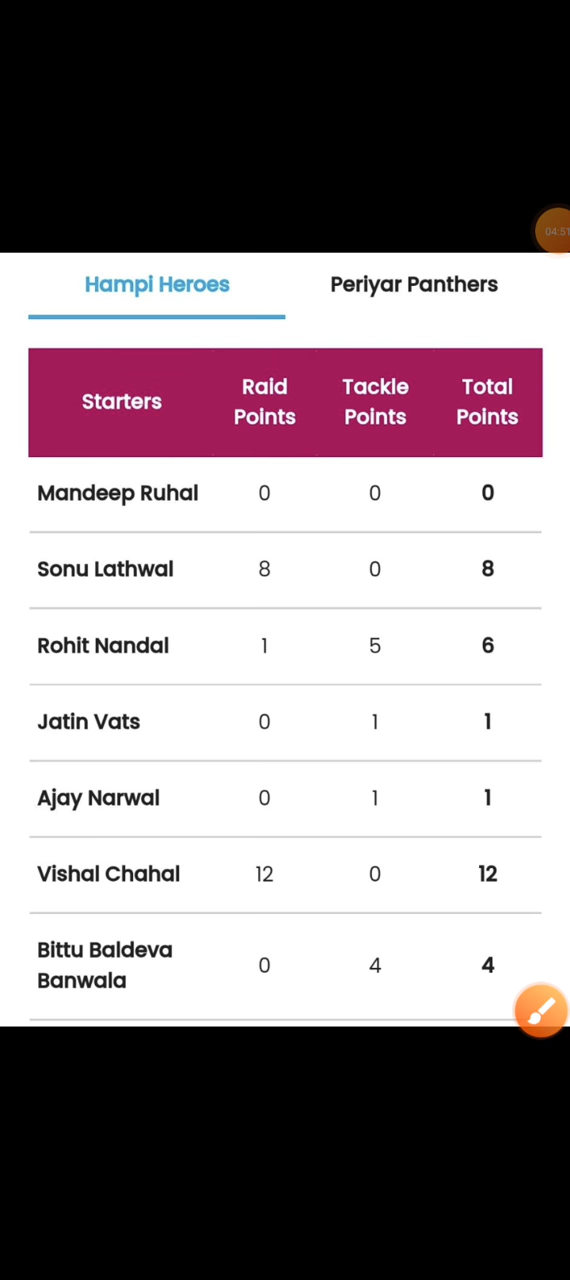 04:51
Hampi Heroes Periyar Panthers
Starters Raid Points Tackle Points Total Points
Mandeep Ruhal 0 0 0
Sonu Lathwal 8 0 8
Rohit Nandal 1 5 6
Jatin Vats 0 1 1
Ajay Narwal 0 1 1
Vishal Chahal 12 0 12
Bittu Baldeva Banwala 0 4 4